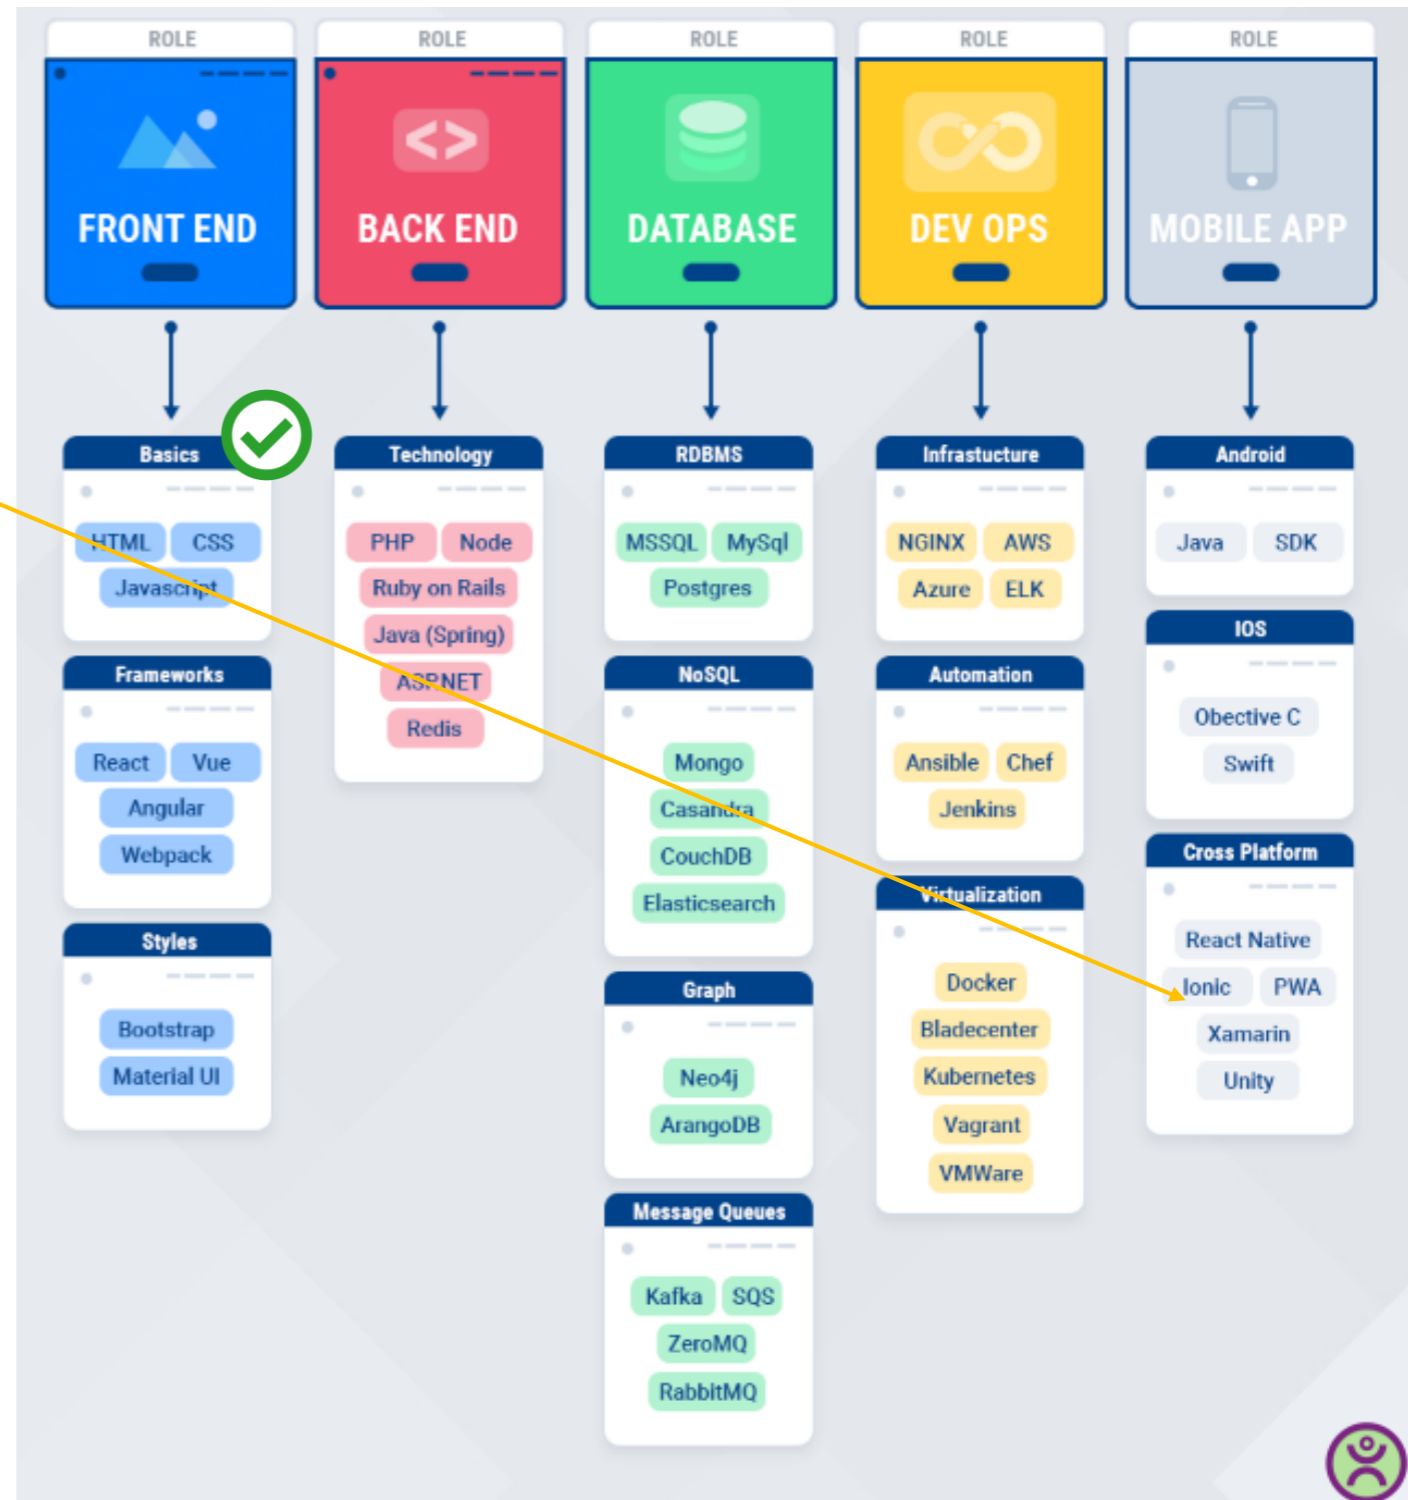 ROLE
FRONT END
Basics
HTML CSS
Javascript
Frameworks
React Vue
Angular
Webpack
Styles
Bootstrap
Material UI
ROLE
BACK END
Technology
PHP Node
Ruby on Rails
Java (Spring)
ASP.NET
Redis
ROLE
DATABASE
RDBMS
MSSQL MySql
Postgres
NoSQL
Mongo
Casandra
CouchDB
Elasticsearch
Graph
Neo4j
ArangoDB
Message Queues
Kafka SQS
ZeroMQ
RabbitMQ
ROLE
DEV OPS
Infrastucture
NGINX AWS
Azure ELK
Automation
Ansible Chef
Jenkins
Virtualization
Docker
Bladecenter
Kubernetes
Vagrant
VMWare
ROLE
MOBILE APP
Android
Java SDK
IOS
Obective C
Swift
Cross Platform
React Native
Ionic PWA
Xamarin
Unity